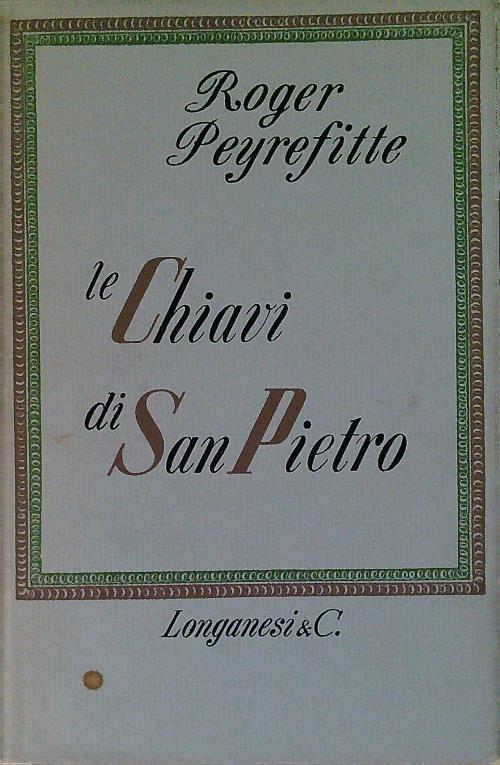 Roger
Peyrefitte
le Chiavi
di San Pietro
Longanesi & C.